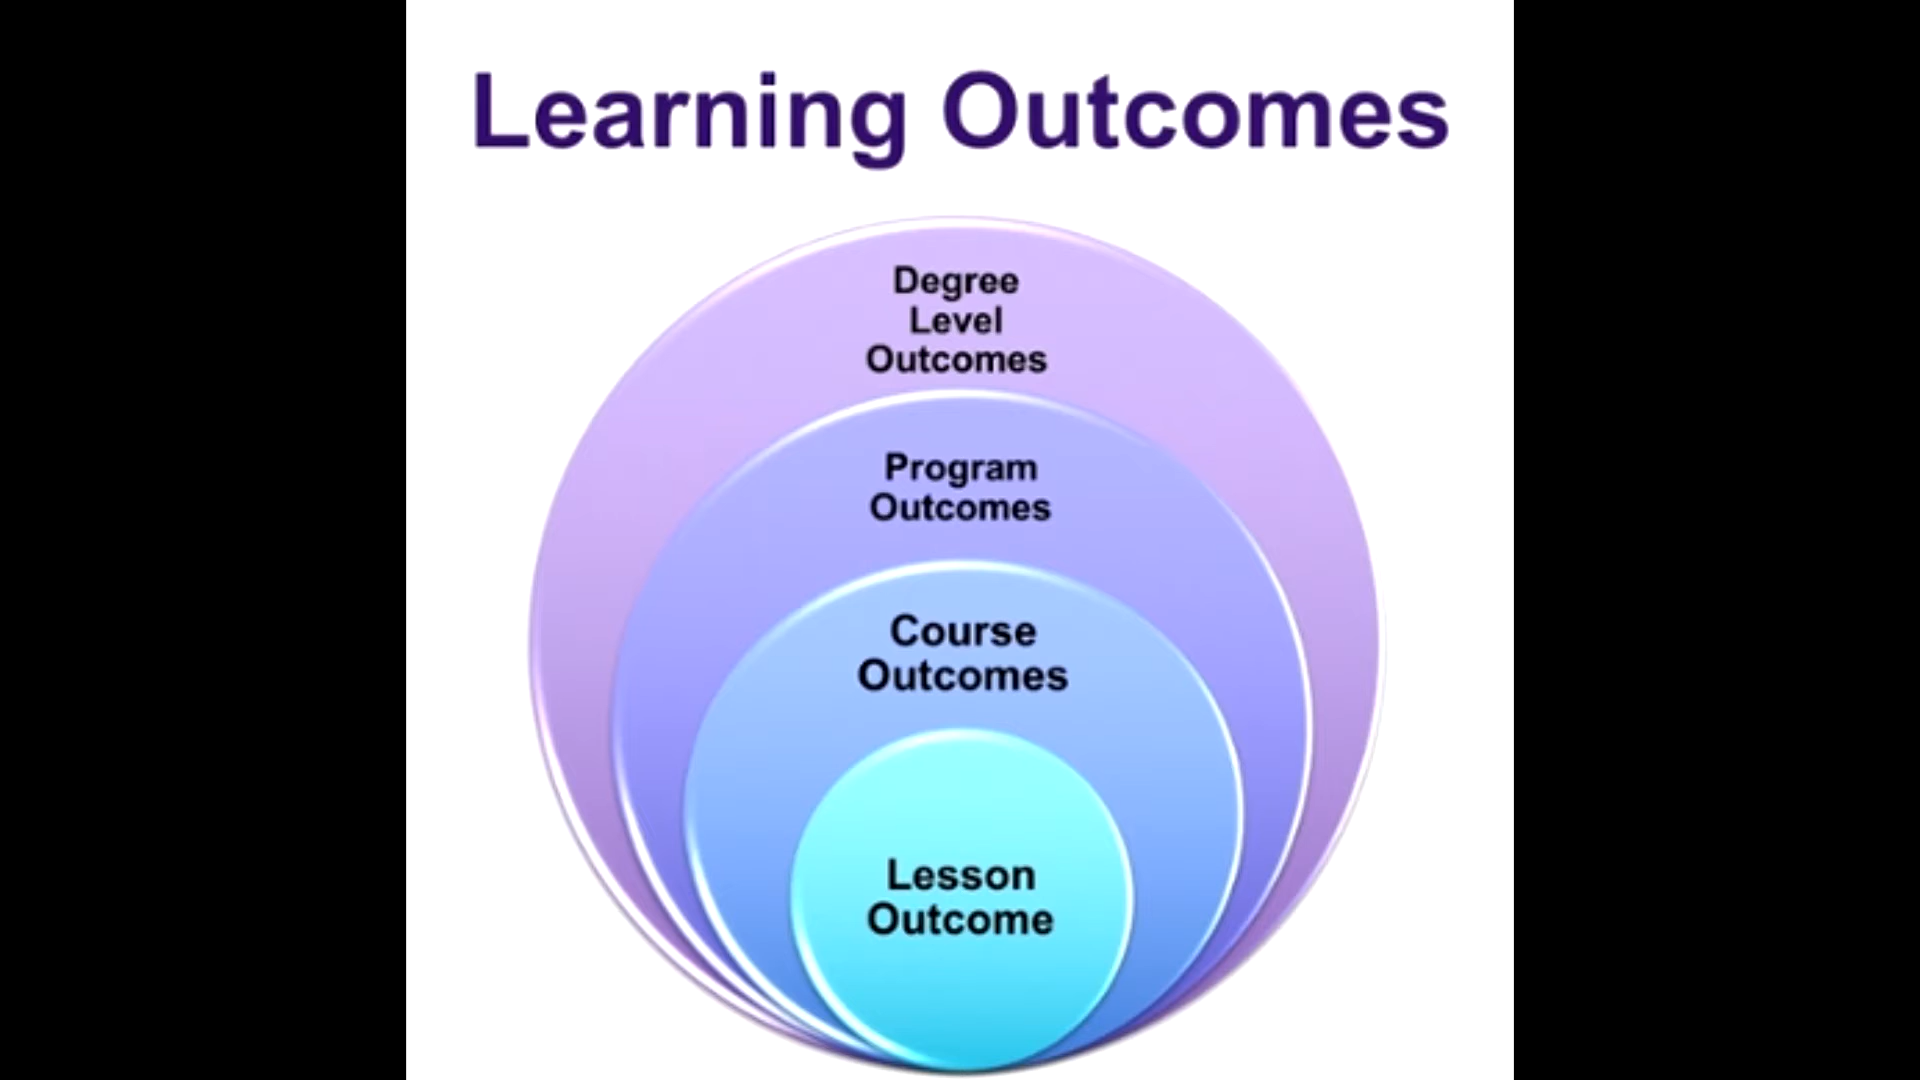 Learning Outcomes
Degree
Level
Outcomes
Program
Outcomes
Course
Outcomes
Lesson
Outcome